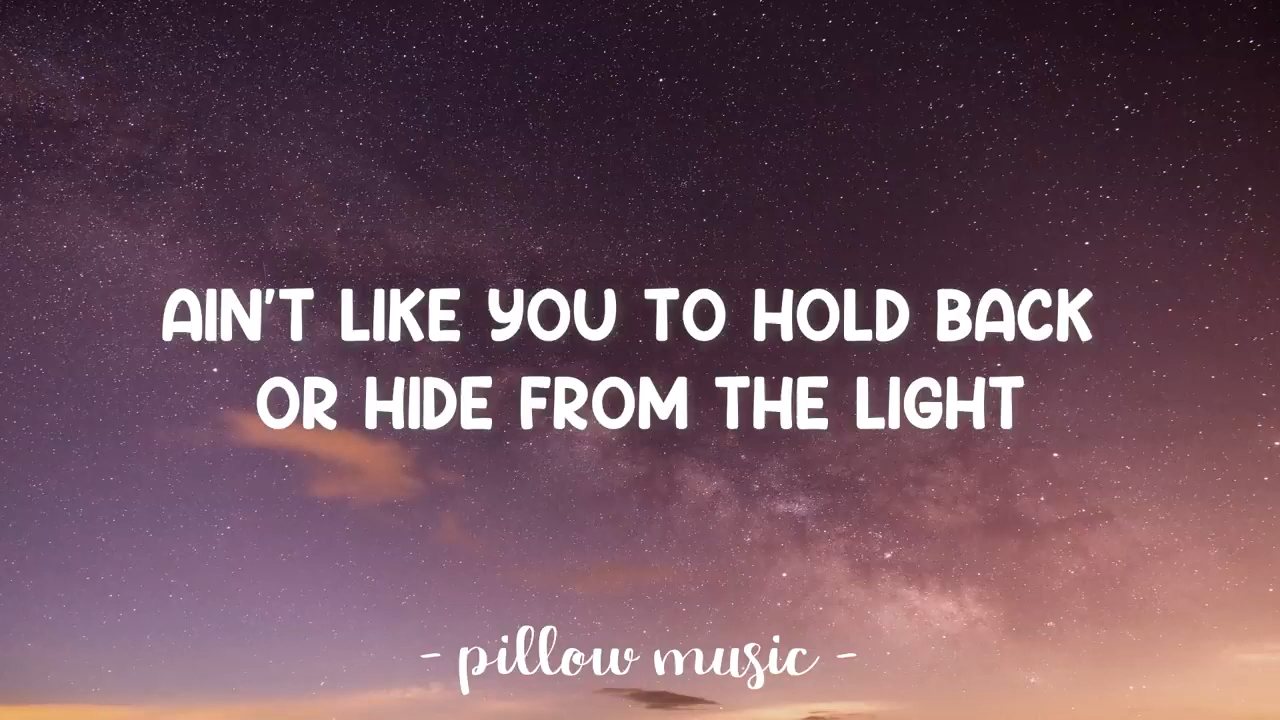 AIN'T LIKE YOU TO HOLD BACK
OR HIDE FROM THE LIGHT
- pillow music -